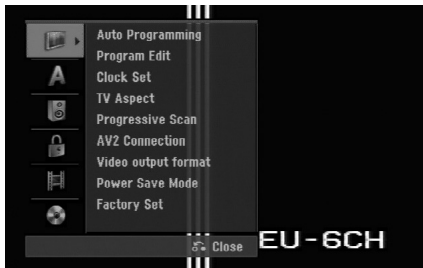 Auto Programming
Program Edit
A
Clock Set
TV Aspect
Progressive Scan
AV2 Connection
Video output format
Power Save Mode
Factory Set
Close
EU-6CH